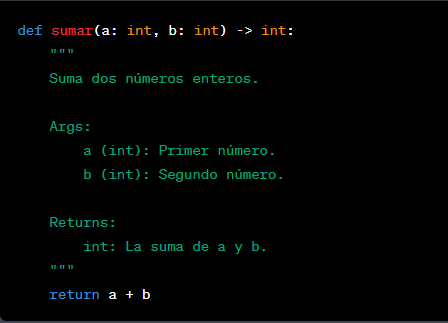 def sumar(a: int, b: int) -> int:
    """
    Suma dos números enteros.

    Args:
        a (int): Primer número.
        b (int): Segundo número.

    Returns:
        int: La suma de a y b.
    """
    return a + b